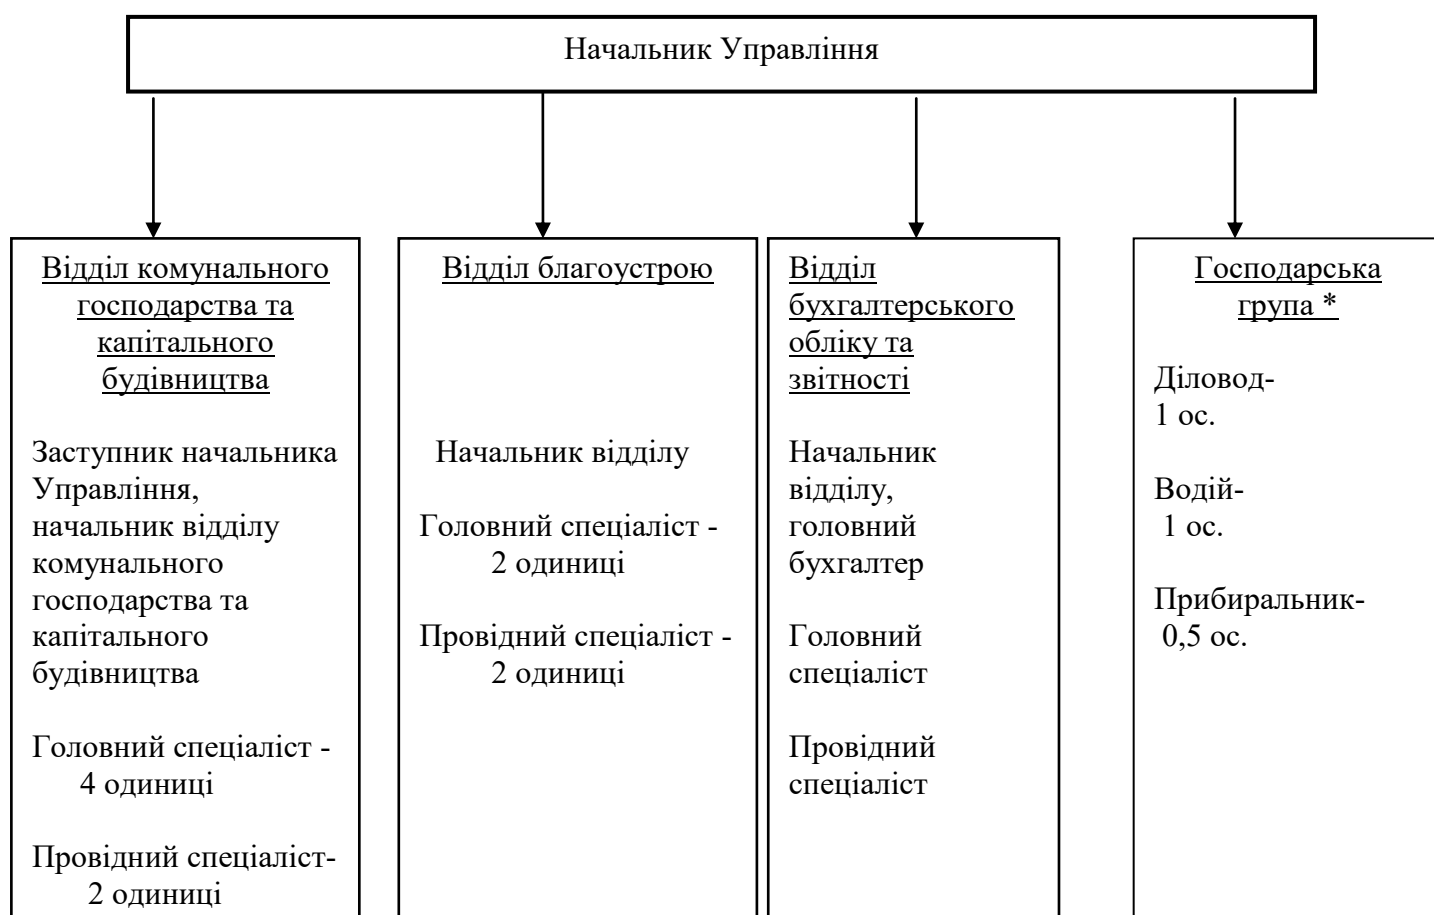 Начальник Управління
Відділ комунального
господарства та
капітального
будівництва
Заступник начальника
Управління,
начальник відділу
комунального
господарства та
капітального
будівництва
Головний спеціаліст -
4 одиниці
Провідний спеціаліст-
2 одиниці
Відділ благоустрою
Начальник відділу
Головний спеціаліст -
2 одиниці
Провідний спеціаліст -
2 одиниці
Відділ
бухгалтерського
обліку та
звітності
Начальник
відділу,
головний
бухгалтер
Головний
спеціаліст
Провідний
спеціаліст
Господарська
група *
Діловод-
1 ос.
Водій-
1 ос.
Прибиральник-
0,5 ос.